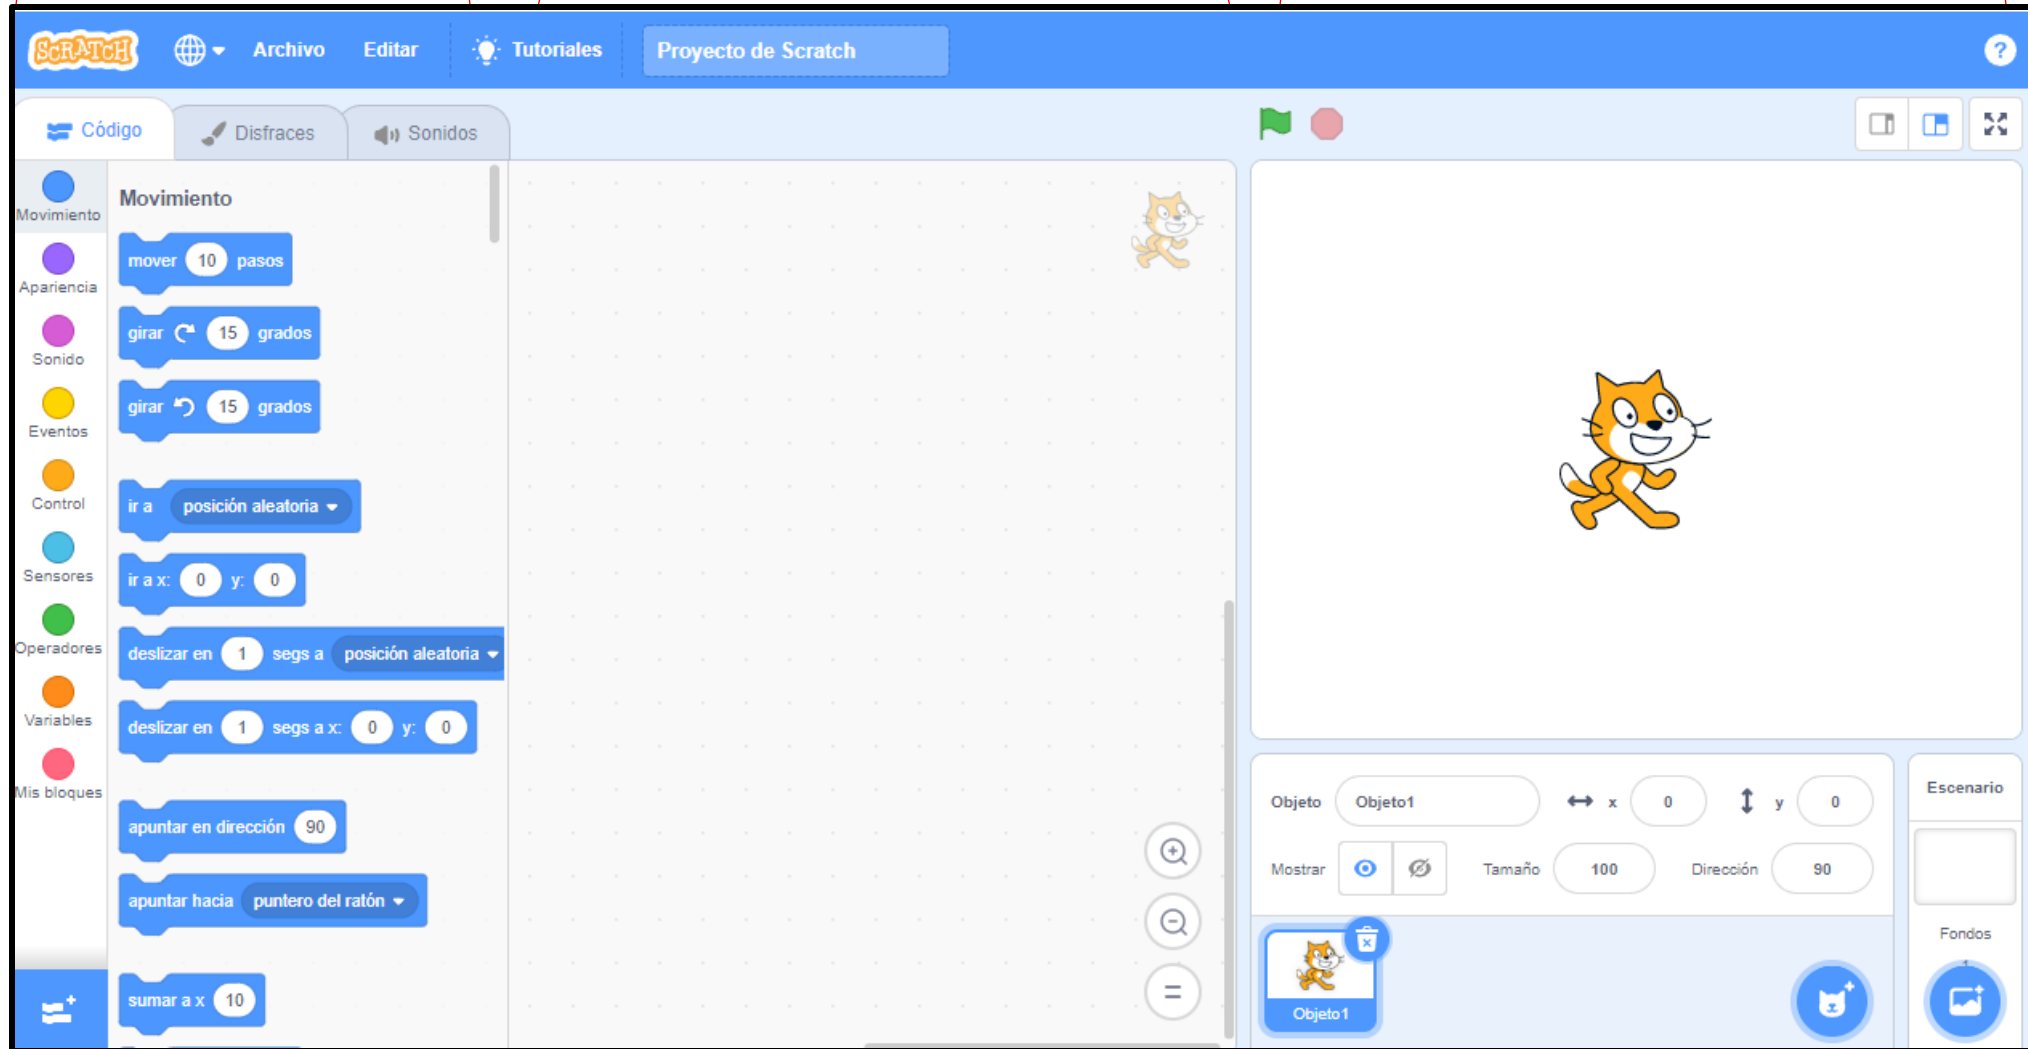 SCRATCH Archivo Editar Tutoriales Proyecto de Scratch ?
Código Disfraces Sonidos
Movimiento
Apariencia
Sonido
Eventos
Control
Sensores
Operadores
Variables
Mis bloques
Movimiento
mover 10 pasos
girar 15 grados
girar 15 grados
ir a posición aleatoria
ir a x: 0 y: 0
deslizar en 1 segs a posición aleatoria
deslizar en 1 segs a x: 0 y: 0
apuntar en dirección 90
apuntar hacia puntero del ratón
sumar a x 10
Objeto Objeto1 x 0 y 0
Mostrar Tamaño 100 Dirección 90
Objeto1
Escenario
Fondos